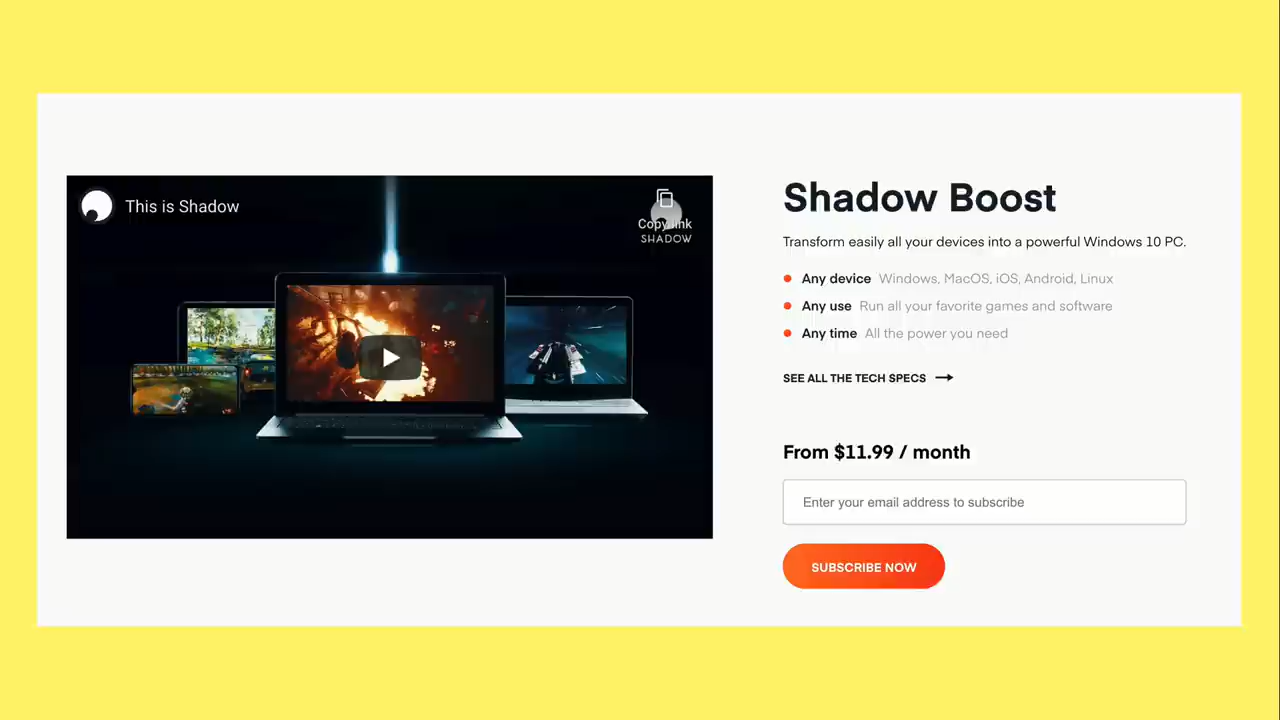 This is Shadow
Copy link
SHADOW
Shadow Boost
Transform easily all your devices into a powerful Windows 10 PC.
Any device Windows, MacOS, iOS, Android, Linux
Any use Run all your favorite games and software
Any time All the power you need
SEE ALL THE TECH SPECS
From $11.99 / month
Enter your email address to subscribe
SUBSCRIBE NOW